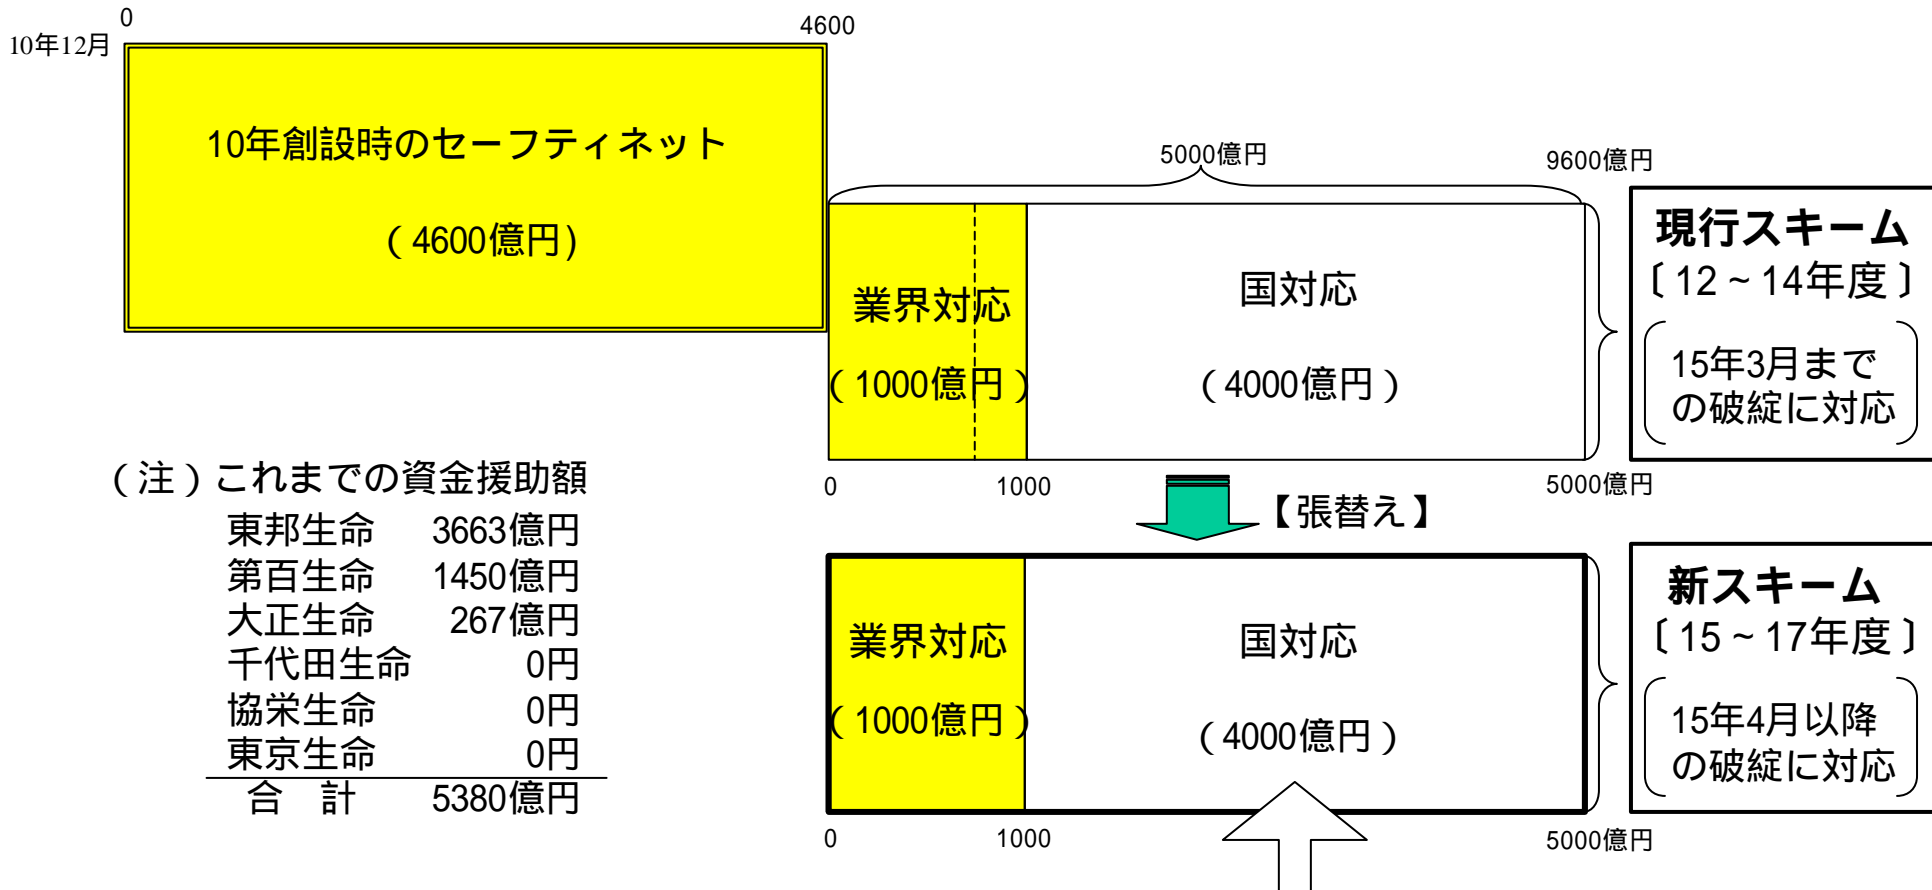 0
4600
10年12月
10年創設時のセーフティネット
(4600億円)
5000億円
9600億円
業界対応
(1000億円)
国対応
(4000億円)
0
1000
5000億円
現行スキーム
〔12~14年度〕
15年3月まで
の破綻に対応
【張替え】
(注)これまでの資金援助額
東邦生命 3663億円
第百生命 1450億円
大正生命 267億円
千代田生命 0円
協栄生命 0円
東京生命 0円
合 計 5380億円
業界対応
(1000億円)
国対応
(4000億円)
0
1000
5000億円
新スキーム
〔15~17年度〕
15年4月以降
の破綻に対応